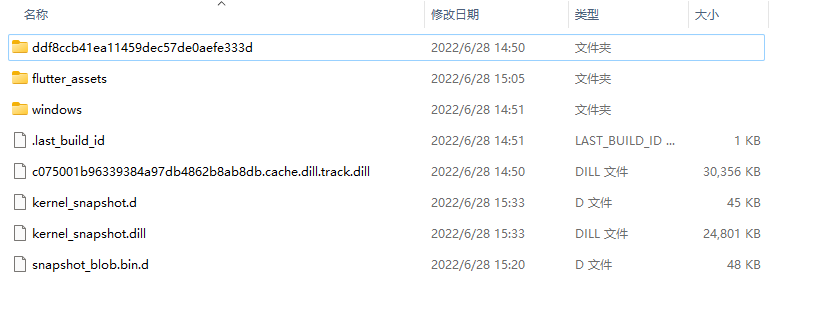 名称 修改日期 类型 大小
ddf8ccb41ea11459dec57de0aefe333d 2022/6/28 14:50 文件夹
flutter_assets 2022/6/28 15:05 文件夹
windows 2022/6/28 14:51 文件夹
.last_build_id 2022/6/28 14:51 LAST_BUILD_ID ... 1 KB
c075001b96339384a97db4862b8ab8db.cache.dill.track.dill 2022/6/28 14:50 DILL 文件 30,356 KB
kernel_snapshot.d 2022/6/28 15:33 D 文件 45 KB
kernel_snapshot.dill 2022/6/28 15:33 DILL 文件 24,801 KB
snapshot_blob.bin.d 2022/6/28 15:20 D 文件 48 KB